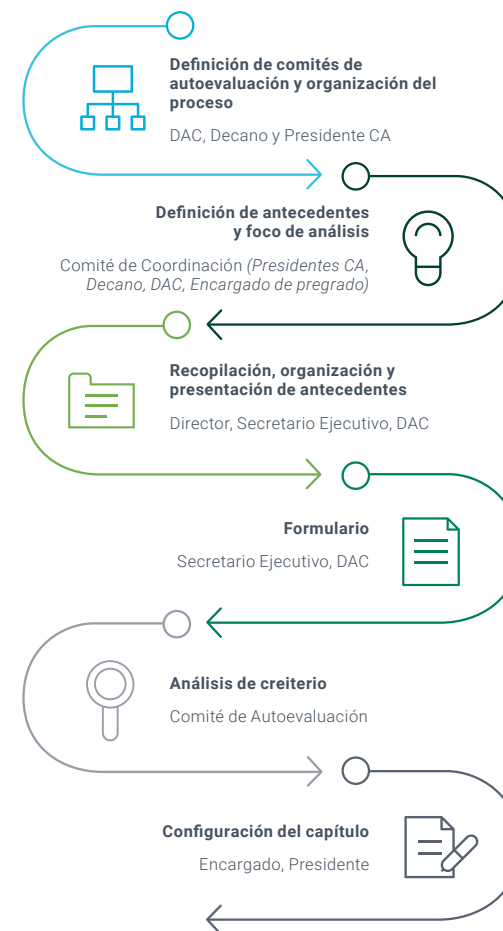 Definición de comités de
autoevaluación y organización del
proceso
DAC, Decano y Presidente CA
Definición de antecedentes
y foco de análisis
Comité de Coordinación (Presidentes CA,
Decano, DAC, Encargado de pregrado)
Recopilación, organización y
presentación de antecedentes
Director, Secretario Ejecutivo, DAC
Formulario
Secretario Ejecutivo, DAC
Análisis de creiterio
Comité de Autoevaluación
Configuración del capítulo
Encargado, Presidente